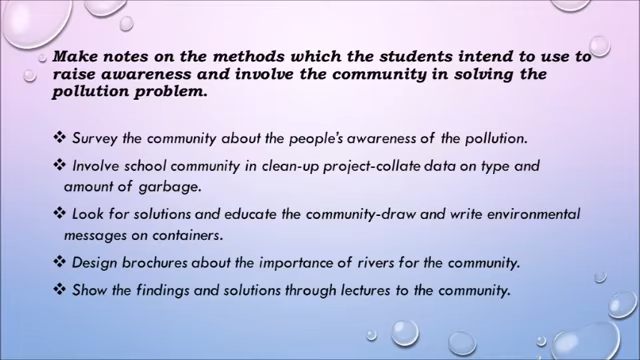 Make notes on the methods which the students intend to use to
raise awareness and involve the community in solving the
pollution problem.
❖ Survey the community about the people's awareness of the pollution.
❖ Involve school community in clean-up project-collate data on type and
amount of garbage.
❖ Look for solutions and educate the community-draw and write environmental
messages on containers.
❖ Design brochures about the importance of rivers for the community.
❖ Show the findings and solutions through lectures to the community.